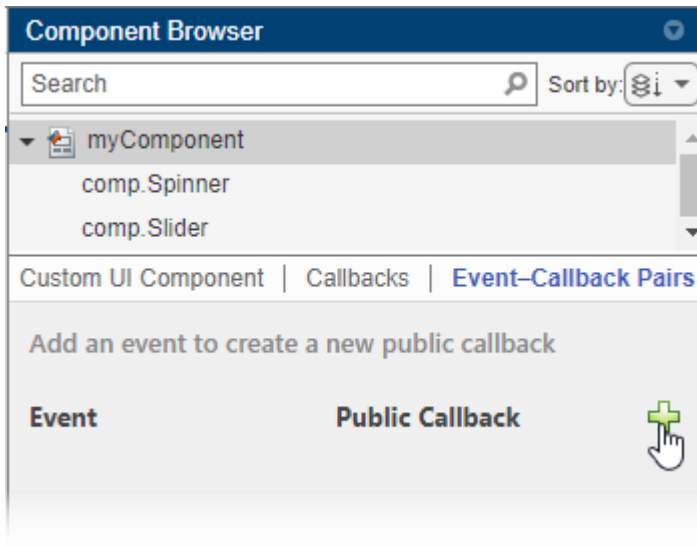 Component Browser
Search Sort by:
myComponent
comp.Spinner
comp.Slider
Custom UI Component | Callbacks | Event–Callback Pairs
Add an event to create a new public callback
Event Public Callback